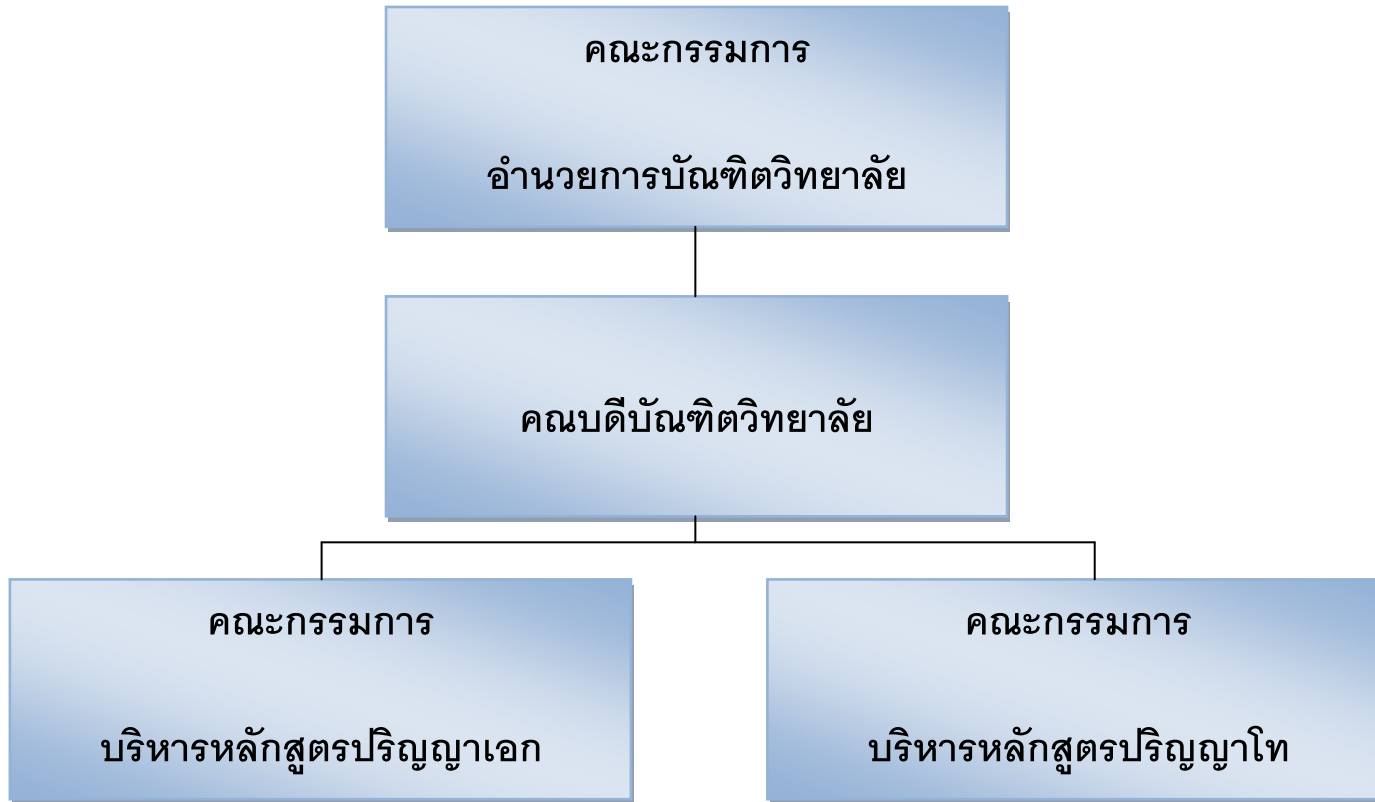 คณะกรรมการ
อำนวยการบัณฑิตวิทยาลัย
คณบดีบัณฑิตวิทยาลัย
คณะกรรมการ
บริหารหลักสูตรปริญญาเอก
คณะกรรมการ
บริหารหลักสูตรปริญญาโท